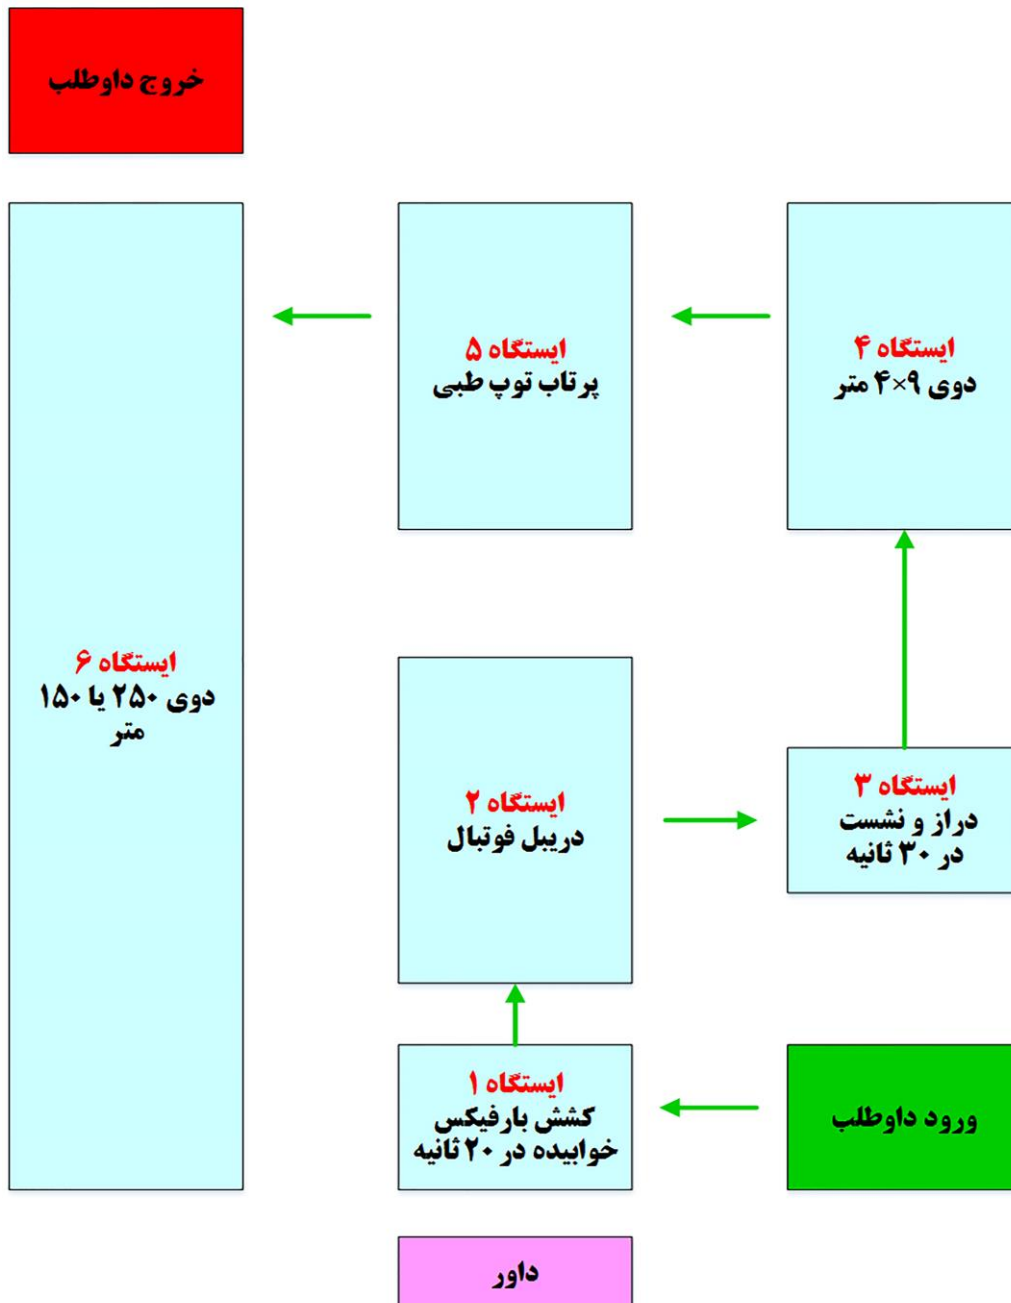 خروج داوطلب
ایستگاه ۴
دوی ۹×۴ متر
ایستگاه ۵
پرتاب توپ طبی
ایستگاه ۶
دوی ۲۵۰ یا ۱۵۰
متر
ایستگاه ۳
دراز و نشست
در ۳۰ ثانیه
ایستگاه ۲
دریبل فوتبال
ورود داوطلب
ایستگاه ۱
کشش بارفیکس
خوابیده در ۲۰ ثانیه
داور